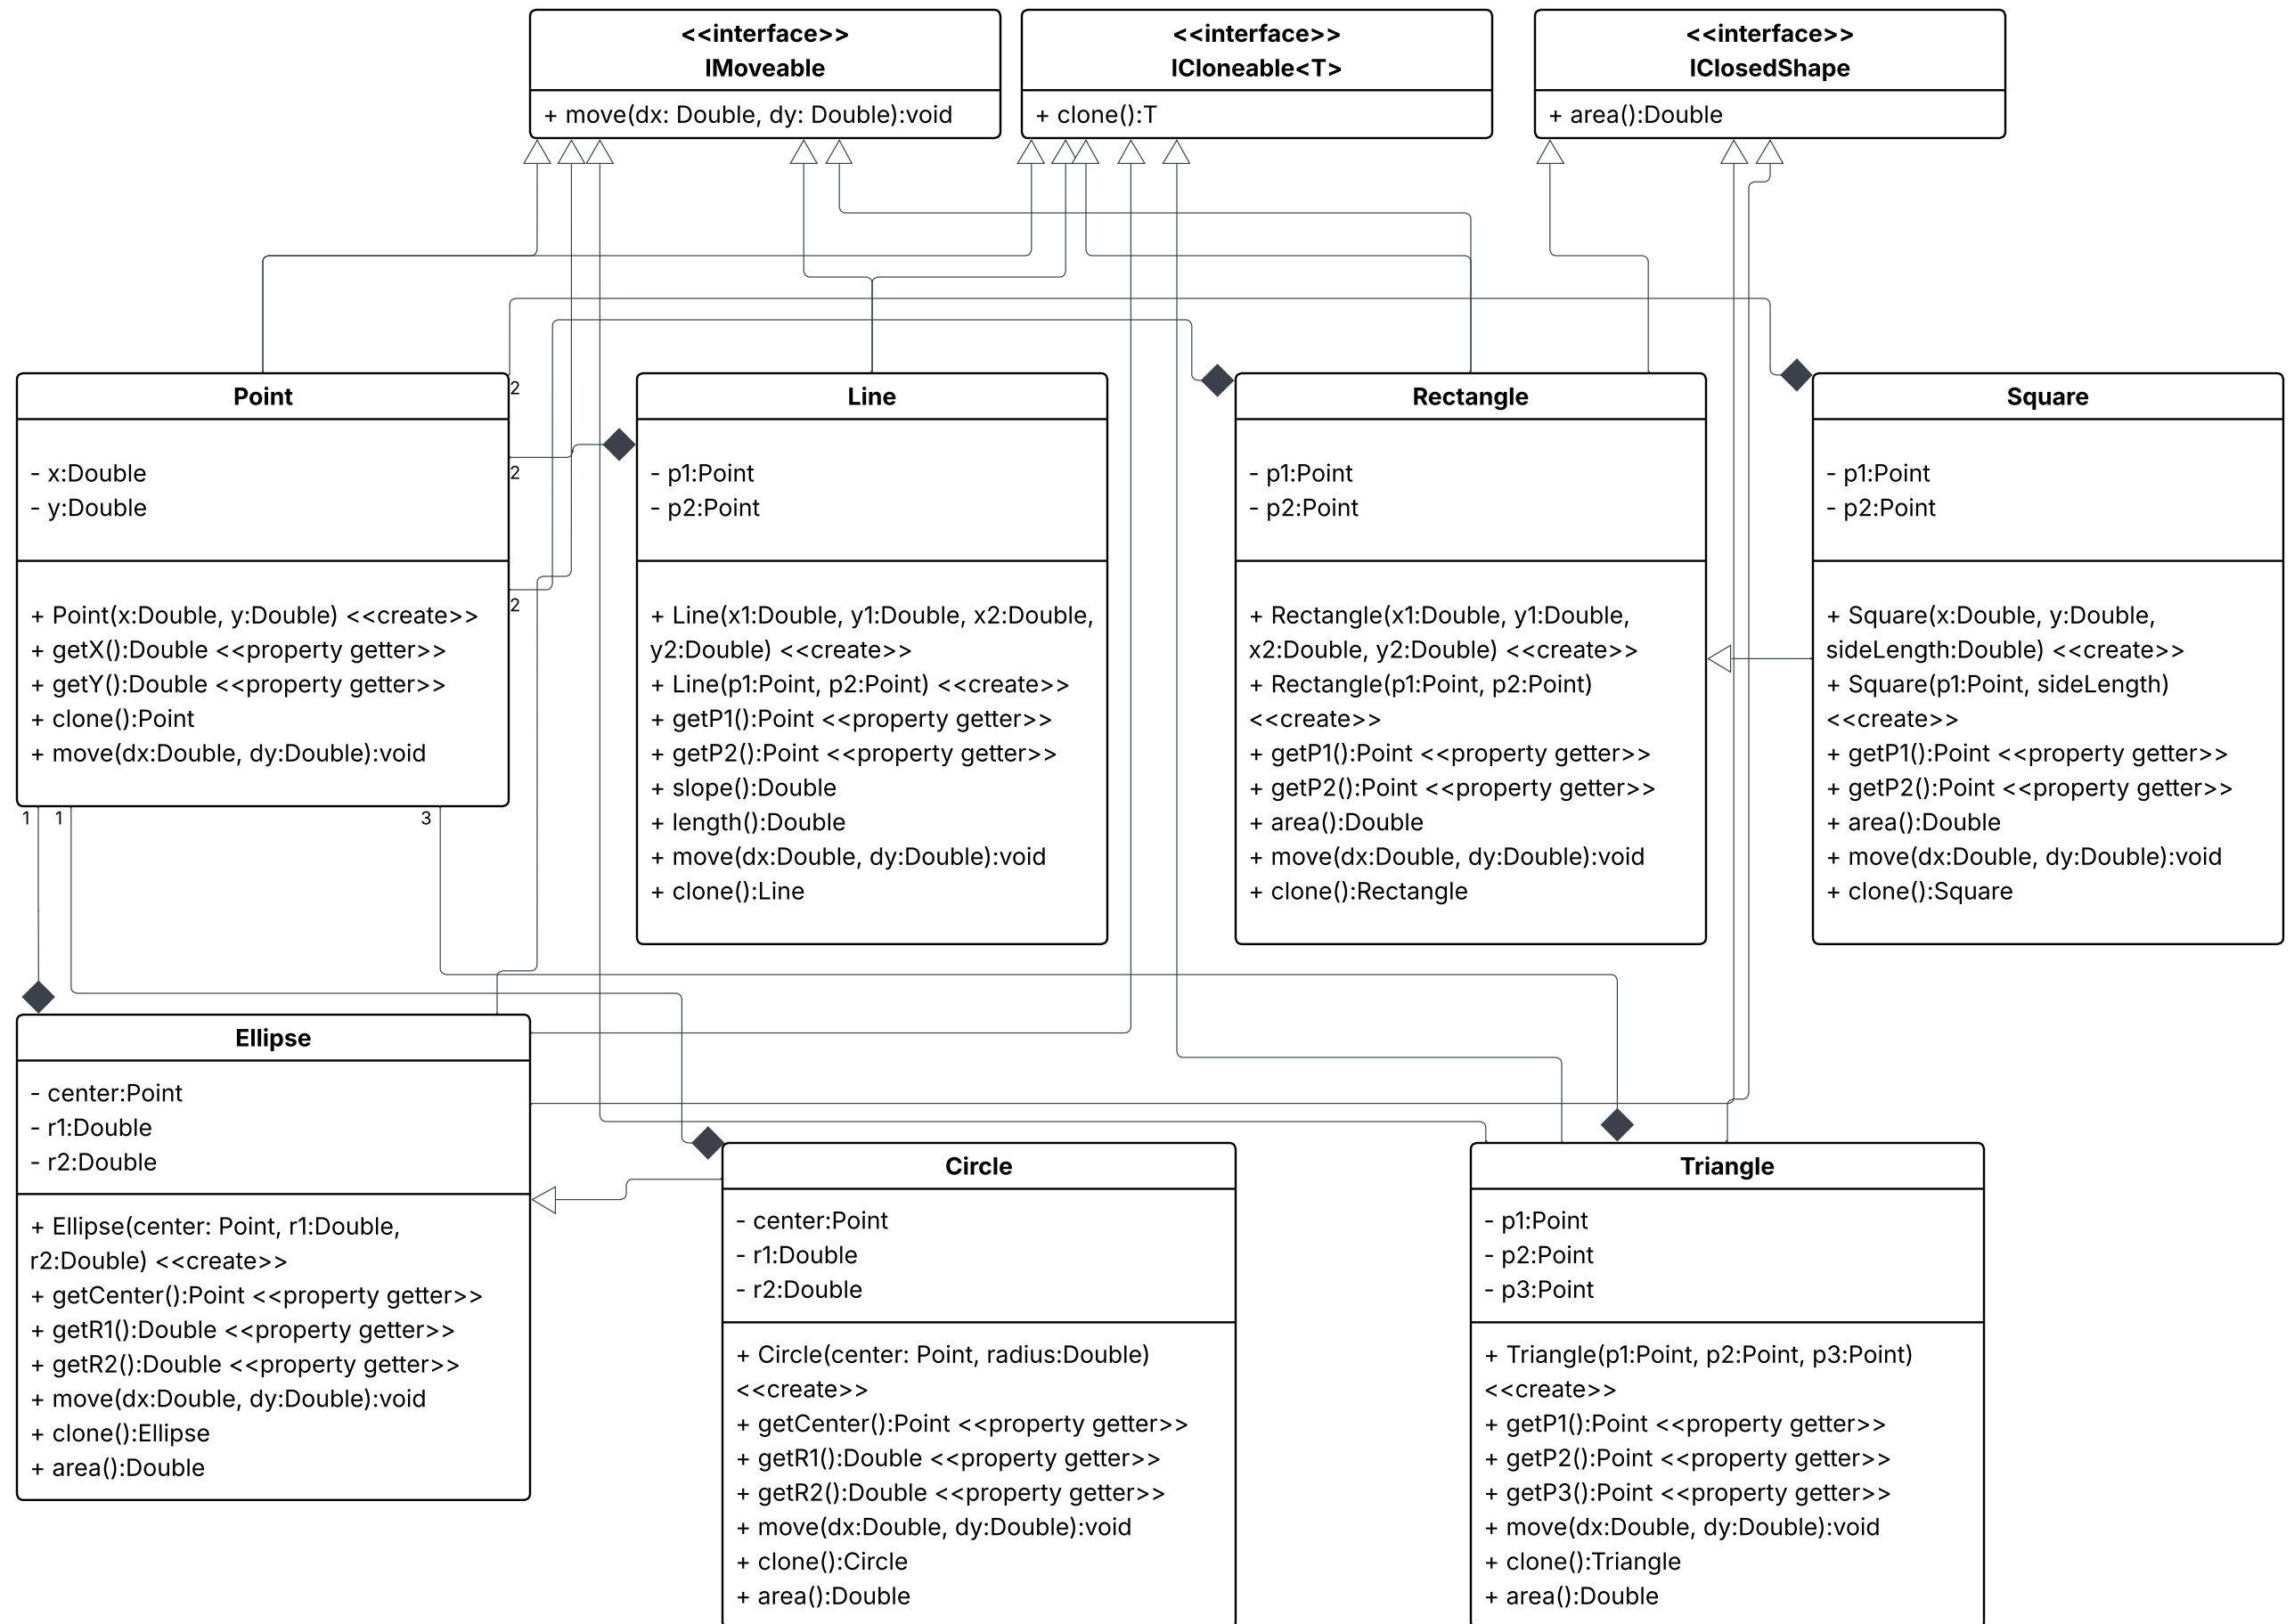 <<interface>>
IMoveable
+ move(dx: Double, dy: Double):void
<<interface>>
ICloneable<T>
+ clone():T
<<interface>>
IClosedShape
+ area():Double
Point
- x:Double
- y:Double
+ Point(x:Double, y:Double) <<create>>
+ getX():Double <<property getter>>
+ getY():Double <<property getter>>
+ clone():Point
+ move(dx:Double, dy:Double):void
2
2
2
1
1
3
Line
- p1:Point
- p2:Point
+ Line(x1:Double, y1:Double, x2:Double,
y2:Double) <<create>>
+ Line(p1:Point, p2:Point) <<create>>
+ getP1():Point <<property getter>>
+ getP2():Point <<property getter>>
+ slope():Double
+ length():Double
+ move(dx:Double, dy:Double):void
+ clone():Line
Rectangle
- p1:Point
- p2:Point
+ Rectangle(x1:Double, y1:Double,
x2:Double, y2:Double) <<create>>
+ Rectangle(p1:Point, p2:Point)
<<create>>
+ getP1():Point <<property getter>>
+ getP2():Point <<property getter>>
+ area():Double
+ move(dx:Double, dy:Double):void
+ clone():Rectangle
Square
- p1:Point
- p2:Point
+ Square(x:Double, y:Double,
sideLength:Double) <<create>>
+ Square(p1:Point, sideLength)
<<create>>
+ getP1():Point <<property getter>>
+ getP2():Point <<property getter>>
+ area():Double
+ move(dx:Double, dy:Double):void
+ clone():Square
Ellipse
- center:Point
- r1:Double
- r2:Double
+ Ellipse(center: Point, r1:Double,
r2:Double) <<create>>
+ getCenter():Point <<property getter>>
+ getR1():Double <<property getter>>
+ getR2():Double <<property getter>>
+ move(dx:Double, dy:Double):void
+ clone():Ellipse
+ area():Double
Circle
- center:Point
- r1:Double
- r2:Double
+ Circle(center: Point, radius:Double)
<<create>>
+ getCenter():Point <<property getter>>
+ getR1():Double <<property getter>>
+ getR2():Double <<property getter>>
+ move(dx:Double, dy:Double):void
+ clone():Circle
+ area():Double
Triangle
- p1:Point
- p2:Point
- p3:Point
+ Triangle(p1:Point, p2:Point, p3:Point)
<<create>>
+ getP1():Point <<property getter>>
+ getP2():Point <<property getter>>
+ getP3():Point <<property getter>>
+ move(dx:Double, dy:Double):void
+ clone():Triangle
+ area():Double